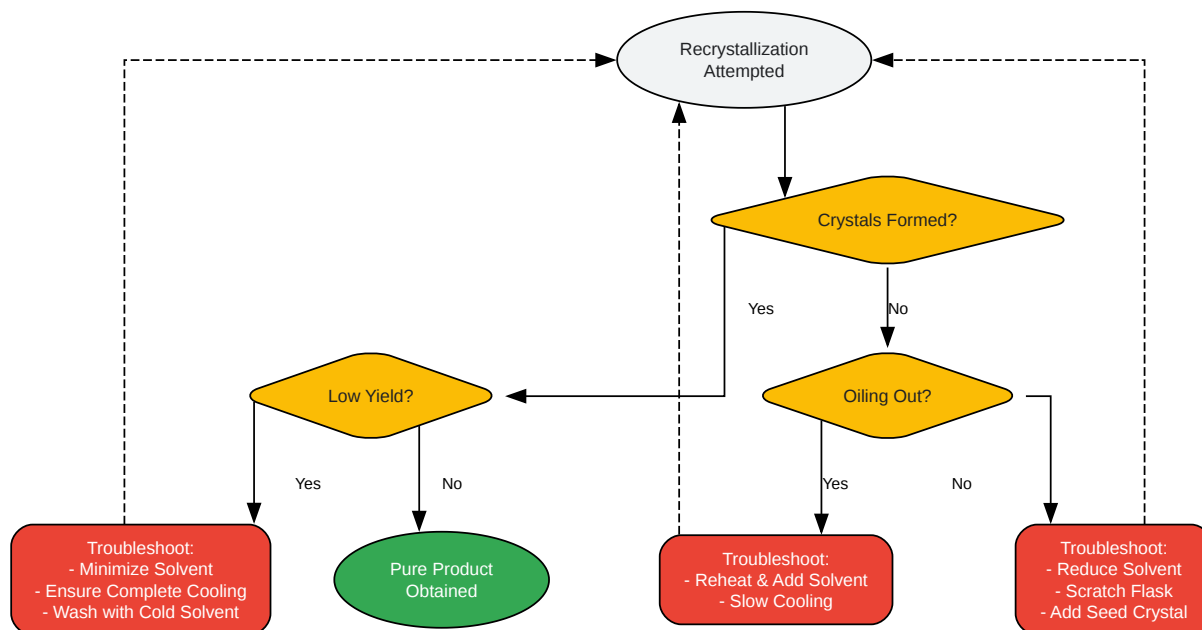 Recrystallization
Attempted
Crystals Formed?
Yes
No
Low Yield?
Oiling Out?
Yes
No
Yes
No
Troubleshoot:
- Minimize Solvent
- Ensure Complete Cooling
- Wash with Cold Solvent
Pure Product
Obtained
Troubleshoot:
- Reheat & Add Solvent
- Slow Cooling
Troubleshoot:
- Reduce Solvent
- Scratch Flask
- Add Seed Crystal